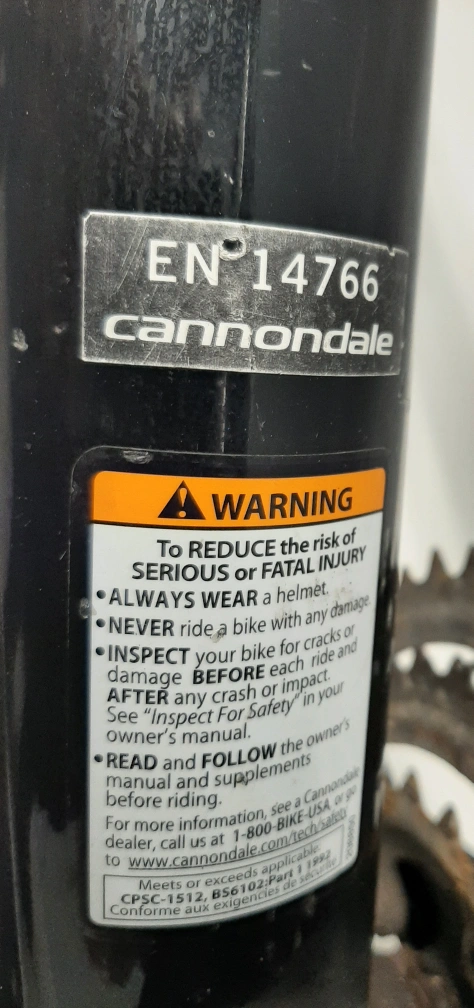 EN 14766
cannondale
WARNING
To REDUCE the risk of
SERIOUS or FATAL INJURY
•ALWAYS WEAR a helmet.
•NEVER ride a bike with any damage.
•INSPECT your bike for cracks or
damage BEFORE each ride and
AFTER any crash or impact.
See "Inspect For Safety" in your
owner's manual.
•READ and FOLLOW the owner's
manual and supplements
before riding.
For more information, see a Cannondale
dealer, call us at 1-800-BIKE-USA, or go
to www.cannondale.com/tech/safety
Meets or exceeds applicable
CPSC-1512, BS6102:Part 1 1992
Conforme aux exigencies de sécurité